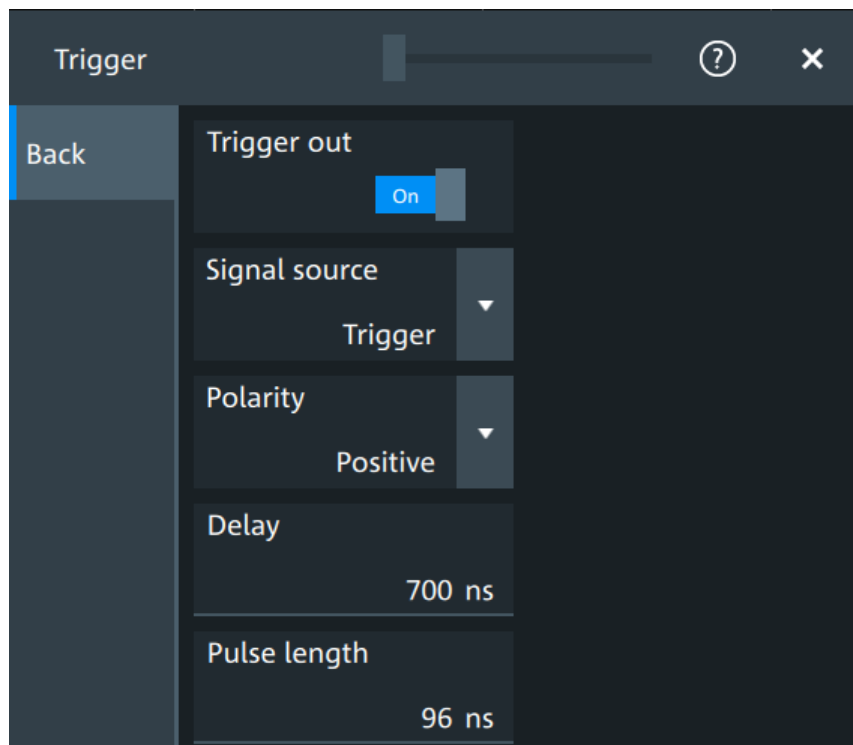 Trigger
?
Back
Trigger out
On
Signal source
Trigger
Polarity
Positive
Delay
700 ns
Pulse length
96 ns